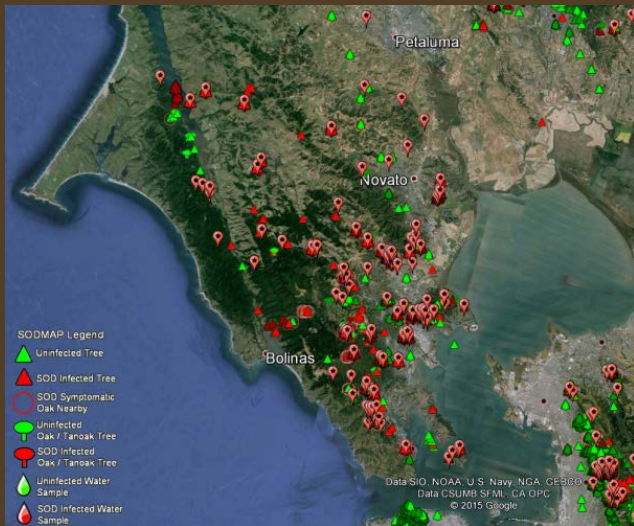 Petaluma
Novato
Bolinas
SODMAP Legend
Uninfected Tree
SOD Infected Tree
SOD Symptomatic
Oak Nearby
Uninfected
Oak / Tanoak Tree
SOD Infected
Oak / Tanoak Tree
Uninfected Water
Sample
SOD Infected Water
Sample
Data SIO, NOAA, U.S. Navy, NGA, GEBCO
Data CSUMB SFML, CA OPC
© 2015 Google